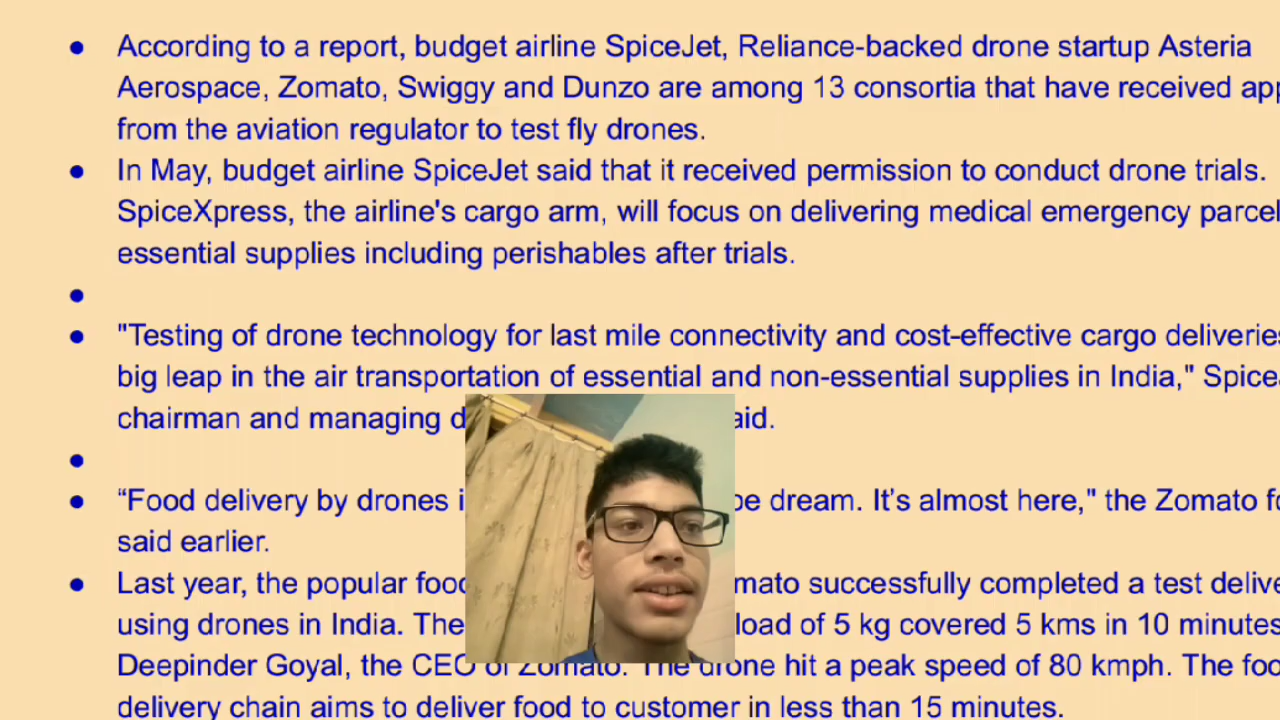 ● According to a report, budget airline SpiceJet, Reliance-backed drone startup Asteria
Aerospace, Zomato, Swiggy and Dunzo are among 13 consortia that have received
from the aviation regulator to test fly drones.
● In May, budget airline SpiceJet said that it received permission to conduct drone trials.
SpiceXpress, the airline's cargo arm, will focus on delivering medical emergency
essential supplies including perishables after trials.
●
● "Testing of drone technology for last mile connectivity and cost-effective cargo deliveries
big leap in the air transportation of essential and non-essential supplies in India,"
chairman and managing
●
● “Food delivery by drones dream. It’s almost here," the Zomato
said earlier.
● Last year, the popular successfully completed a test
using drones in India. The load of 5 kg covered 5 kms in 10 minutes
Deepinder Goyal, the CEO of Zomato. The drone hit a peak speed of 80 kmph. The
delivery chain aims to deliver food to customer in less than 15 minutes.